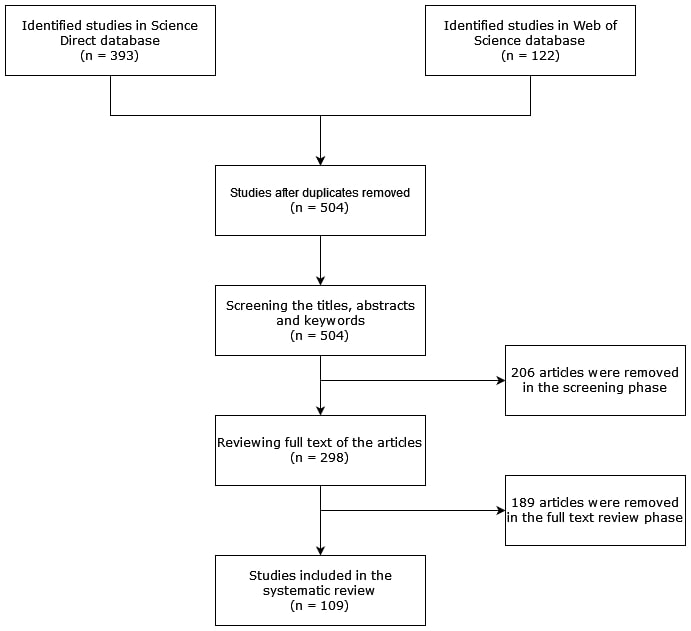 Identified studies in Science
Direct database
(n = 393)
Identified studies in Web of
Science database
(n = 122)
Studies after duplicates removed
(n = 504)
Screening the titles, abstracts
and keywords
(n = 504)
206 articles were removed
in the screening phase
Reviewing full text of the articles
(n = 298)
189 articles were removed
in the full text review phase
Studies included in the
systematic review
(n = 109)